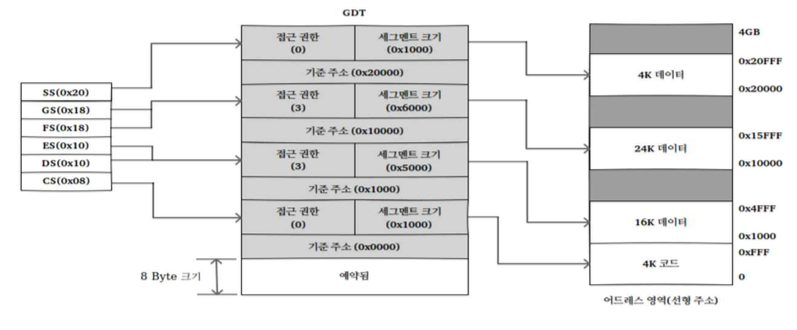 GDT
SS(0x20)
GS(0x18)
FS(0x18)
ES(0x10)
DS(0x10)
CS(0x08)
접근 권한 세그멘트 크기
(0) (0x1000)
기준 주소 (0x20000)
접근 권한 세그멘트 크기
(3) (0x6000)
기준 주소 (0x10000)
접근 권한 세그멘트 크기
(3) (0x5000)
기준 주소 (0x1000)
접근 권한 세그멘트 크기
(0) (0x1000)
기준 주소 (0x0000)
8 Byte 크기
예약됨
4GB
0x20FFF
4K 데이터
0x20000
0x15FFF
24K 데이터
0x10000
0x4FFF
16K 데이터
0x1000
0xFFF
4K 코드
0
어드레스 영역(선형 주소)